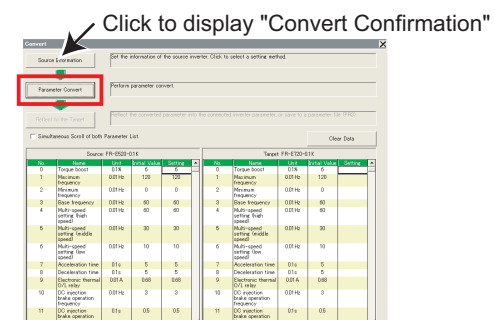 Click to display "Convert Confirmation"
Convert
Source Information
Set the information of the source inverter. Click to select a setting method.
Parameter Convert
Perform parameter convert.
Reflect to the Target
Reflect the converted parameter into the connected inverter parameter, or save to a parameter file (PRD)
Simultaneous Scroll of both Parameter List
Clear Data
Source: FR-E520-0.1K
Target: FR-E720-0.1K
No. Name Unit Initial Value Setting No. Name Unit Initial Value Setting
0 Torque boost 0.1% 6 6 0 Torque boost 0.1% 6
1 Maximum frequency 0.01 Hz 120 120 1 Maximum frequency 0.01 Hz 120
2 Minimum frequency 0.01 Hz 0 0 2 Minimum frequency 0.01 Hz 0
3 Base frequency 0.01 Hz 60 60 3 Base frequency 0.01 Hz 60
4 Multi-speed setting (high speed) 0.01 Hz 60 60 4 Multi-speed setting (high speed) 0.01 Hz 60
5 Multi-speed setting (middle speed) 0.01 Hz 30 30 5 Multi-speed setting (middle speed) 0.01 Hz 30
6 Multi-speed setting (low speed) 0.01 Hz 10 10 6 Multi-speed setting (low speed) 0.01 Hz 10
7 Acceleration time 0.1 s 5 5 7 Acceleration time 0.1 s 5
8 Deceleration time 0.1 s 5 5 8 Deceleration time 0.1 s 5
9 Electronic thermal O/L relay 0.01 A 0.68 0.68 9 Electronic thermal O/L relay 0.01 A 0.68
10 DC injection brake operation frequency 0.01 Hz 3 3 10 DC injection brake operation frequency 0.01 Hz 3
11 DC injection brake operation 0.1 s 0.5 0.5 11 DC injection brake operation 0.1 s 0.5